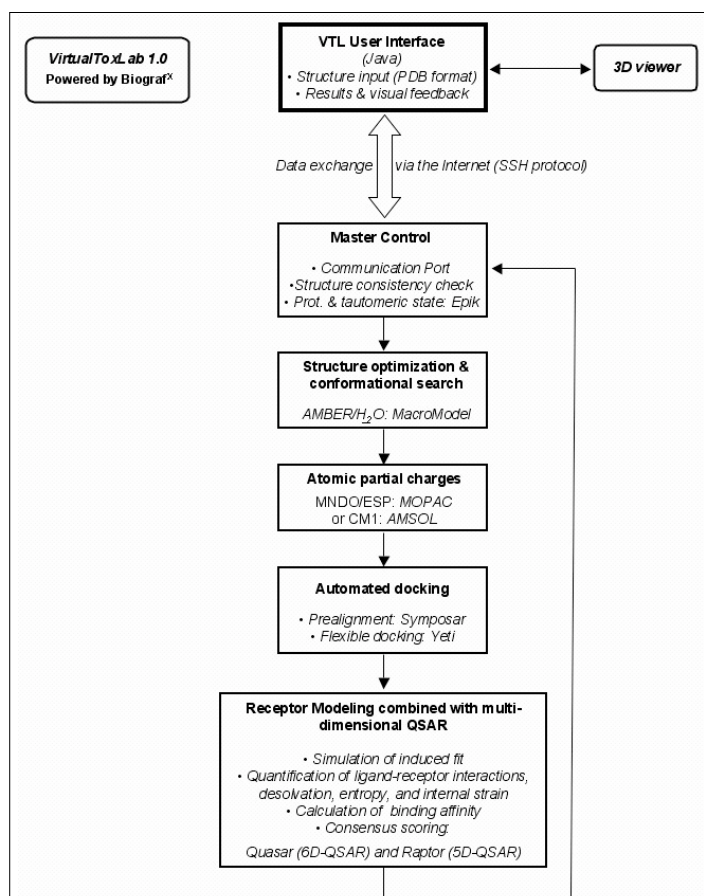 VirtualToxLab 1.0
Powered by Biografˣ
VTL User Interface
(Java)
• Structure input (PDB format)
• Results & visual feedback
3D viewer
Data exchange via the Internet (SSH protocol)
Master Control
• Communication Port
•Structure consistency check
• Prot. & tautomeric state: Epik
Structure optimization &
conformational search
AMBER/H₂O: MacroModel
Atomic partial charges
MNDO/ESP: MOPAC
or CM1: AMSOL
Automated docking
• Prealignment: Symposar
• Flexible docking: Yeti
Receptor Modeling combined with multi-
dimensional QSAR
• Simulation of induced fit
• Quantification of ligand-receptor interactions,
desolvation, entropy, and internal strain
• Calculation of binding affinity
• Consensus scoring:
Quasar (6D-QSAR) and Raptor (5D-QSAR)